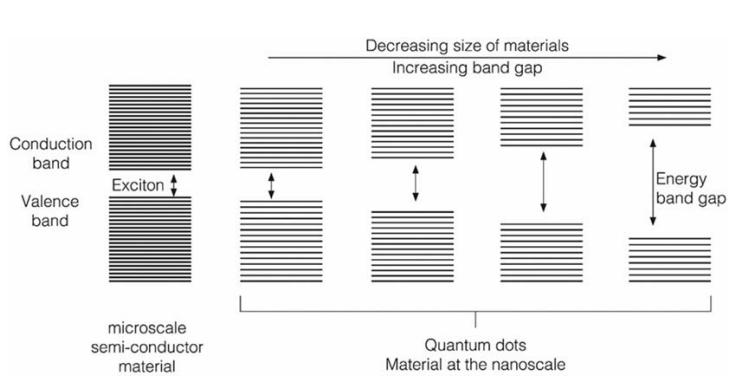 Decreasing size of materials
Increasing band gap
Conduction
band
Exciton
Valence
band
Energy
band gap
microscale
semi-conductor
material
Quantum dots
Material at the nanoscale